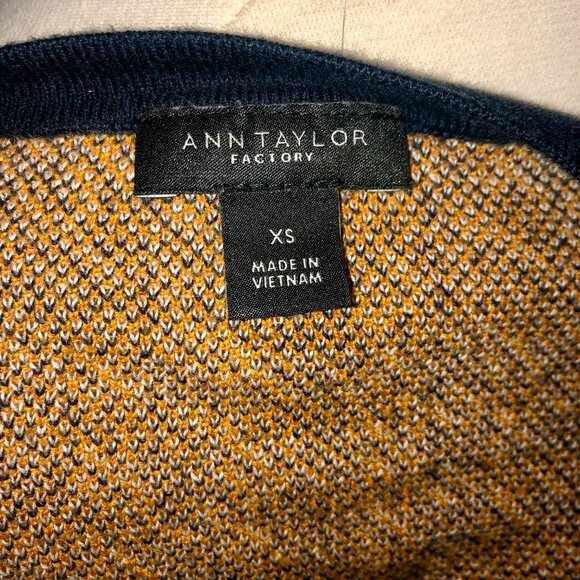 ANN TAYLOR
FACTORY
XS
MADE IN
VIETNAM